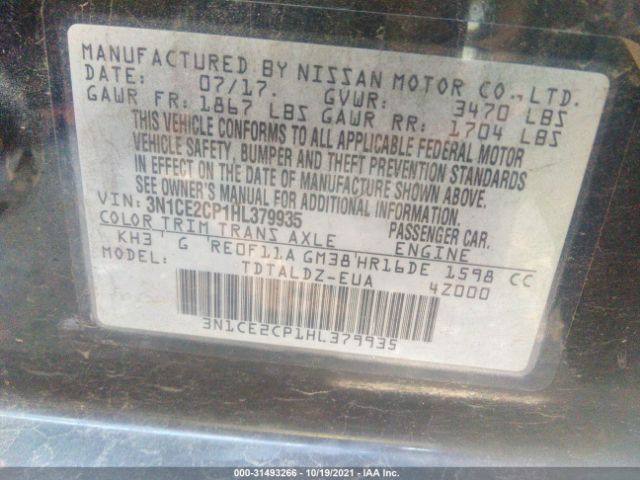 MANUFACTURED BY NISSAN MOTOR CO.,LTD.
DATE: 07/17. GVWR: 3470 LBS
GAWR FR: 1867 LBS GAWR RR: 1704 LBS
THIS VEHICLE CONFORMS TO ALL APPLICABLE FEDERAL MOTOR
VEHICLE SAFETY, BUMPER AND THEFT PREVENTION STANDARDS
IN EFFECT ON THE DATE OF MANUFACTURE SHOWN ABOVE.
SEE OWNER'S MANUAL FOR ADDITIONAL INFORMATION
VIN: 3N1CE2CP1HL379935 PASSENGER CAR.
COLOR TRIM TRANS AXLE ENGINE
KH3 G RE0F11A GM38 HR16DE 1598 CC
MODEL: TDTALDZ-EUA 4Z000
3N1CE2CP1HL379935
000-31493266 - 10/19/2021 - IAA Inc.